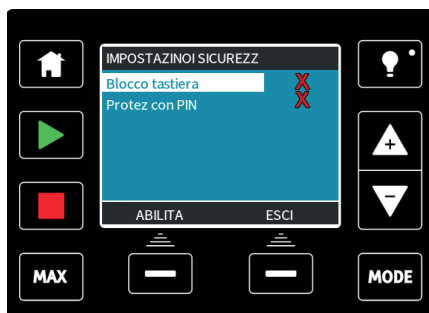 IMPOSTAZINOI SICUREZZ
Blocco tastiera X
Protez con PIN X
ABILITA ESCI
MAX MODE